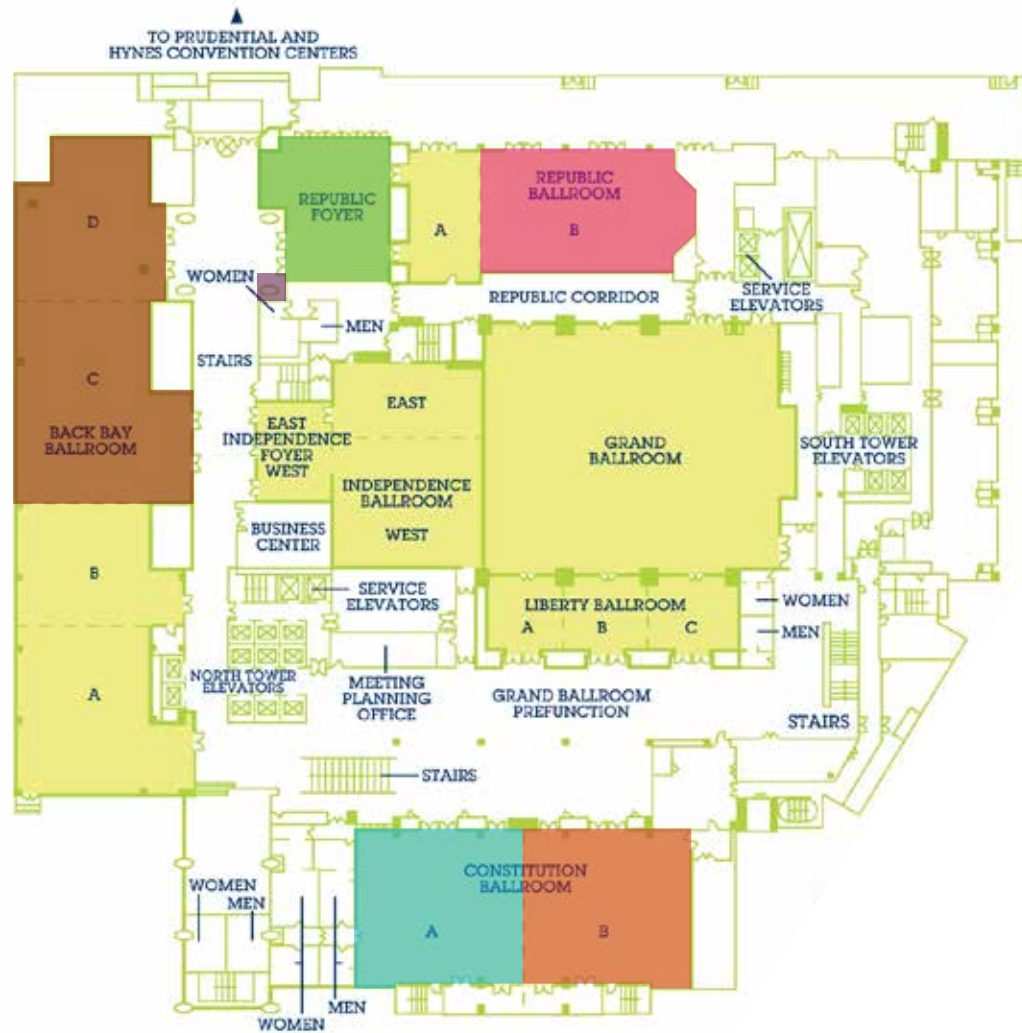 TO PRUDENTIAL AND
HYNES CONVENTION CENTERS
D
REPUBLIC
FOYER
A
REPUBLIC
BALLROOM
B
WOMEN
MEN
REPUBLIC CORRIDOR
SERVICE
ELEVATORS
STAIRS
C
BACK BAY
BALLROOM
EAST
INDEPENDENCE
FOYER
WEST
EAST
INDEPENDENCE
BALLROOM
WEST
GRAND
BALLROOM
SOUTH TOWER
ELEVATORS
BUSINESS
CENTER
B
SERVICE
ELEVATORS
LIBERTY BALLROOM
A B C
WOMEN
MEN
A
NORTH TOWER
ELEVATORS
MEETING
PLANNING
OFFICE
GRAND BALLROOM
PREFUNCTION
STAIRS
STAIRS
CONSTITUTION
BALLROOM
A B
WOMEN
MEN
MEN
WOMEN